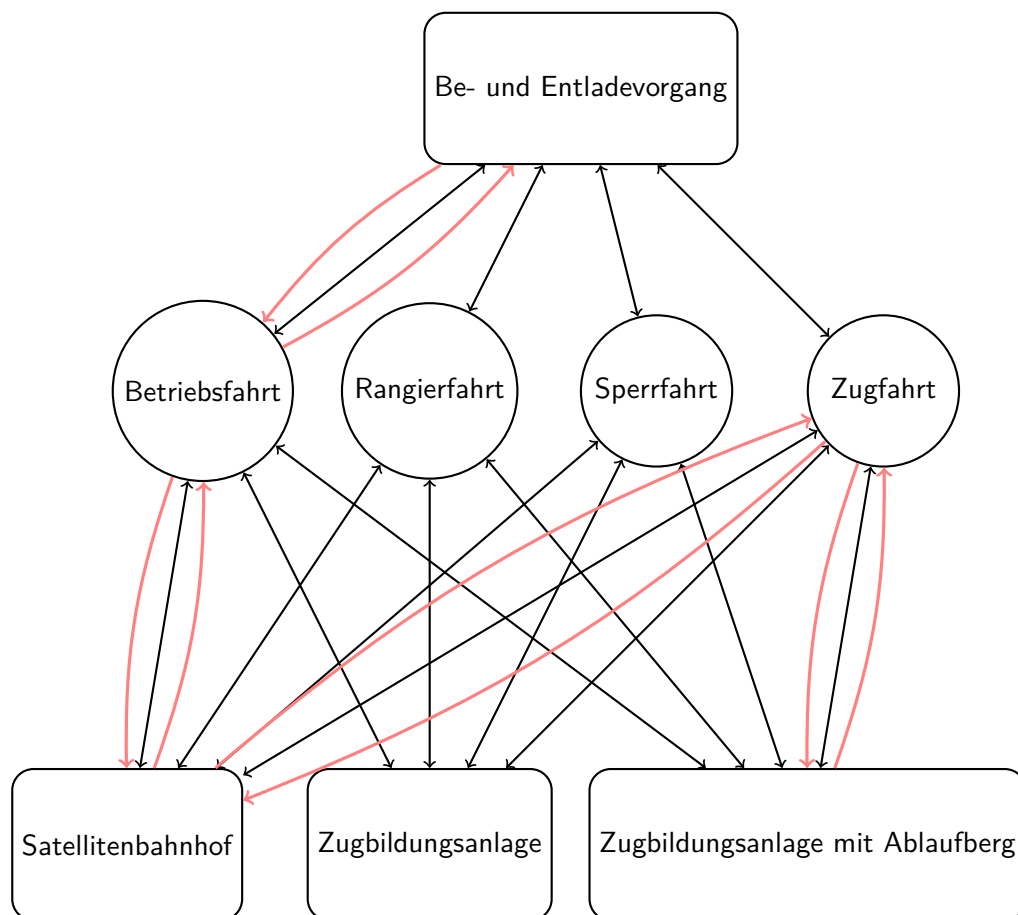 Be- und Entladevorgang
Betriebsfahrt
Rangierfahrt
Sperrfahrt
Zugfahrt
Satellitenbahnhof
Zugbildungsanlage
Zugbildungsanlage mit Ablaufberg